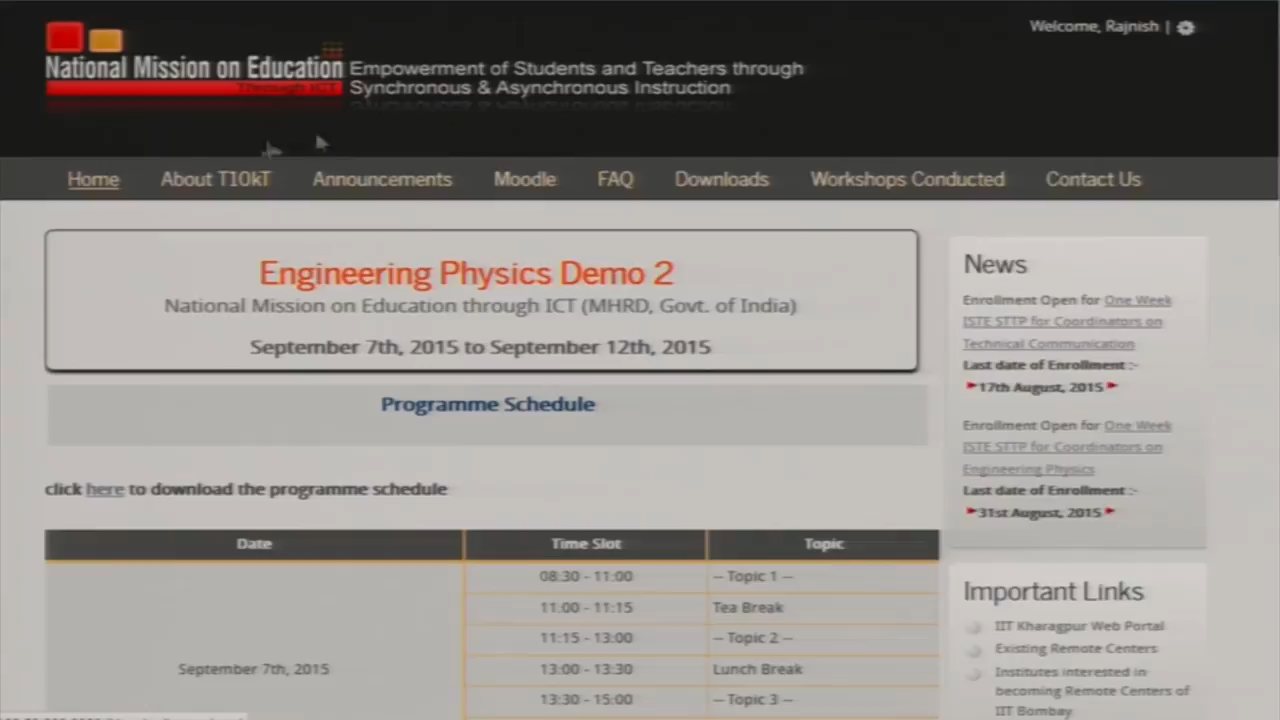 Welcome, Rajnish |
National Mission on Education
Through ICT
Empowerment of Students and Teachers through
Synchronous & Asynchronous Instruction
Home About T10kT Announcements Moodle FAQ Downloads Workshops Conducted Contact Us
Engineering Physics Demo 2
National Mission on Education through ICT (MHRD, Govt. of India)
September 7th, 2015 to September 12th, 2015
Programme Schedule
click here to download the programme schedule
Date Time Slot Topic
08:30 - 11:00 -- Topic 1 --
11:00 - 11:15 Tea Break
11:15 - 13:00 -- Topic 2 --
September 7th, 2015 13:00 - 13:30 Lunch Break
13:30 - 15:00 -- Topic 3 --
News
Enrollment Open for One Week
ISTE STTP for Coordinators on
Technical Communication
Last date of Enrollment :-
17th August, 2015
Enrollment Open for One Week
ISTE STTP for Coordinators on
Engineering Physics
Last date of Enrollment :-
31st August, 2015
Important Links
IIT Kharagpur Web Portal
Existing Remote Centers
Institutes interested in
becoming Remote Centers of
IIT Bombay